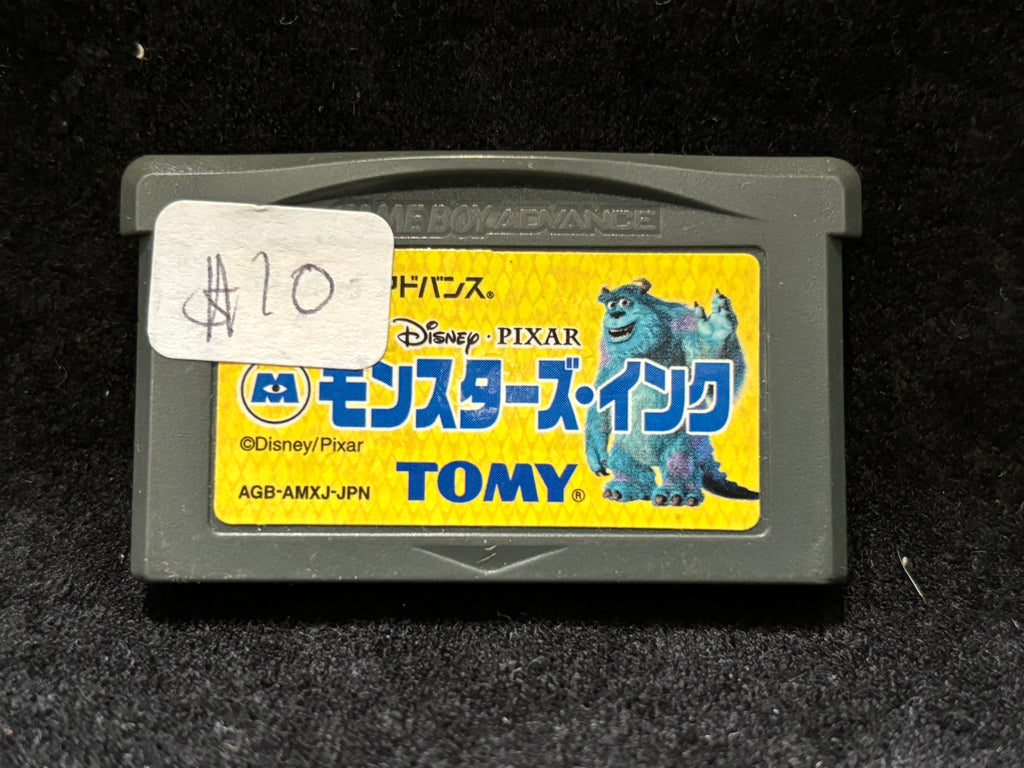 GAME BOY ADVANCE
$10
アドバンス®
Disney · PIXAR
M モンスターズ・インク
©Disney/Pixar
TOMY®
AGB-AMXJ-JPN